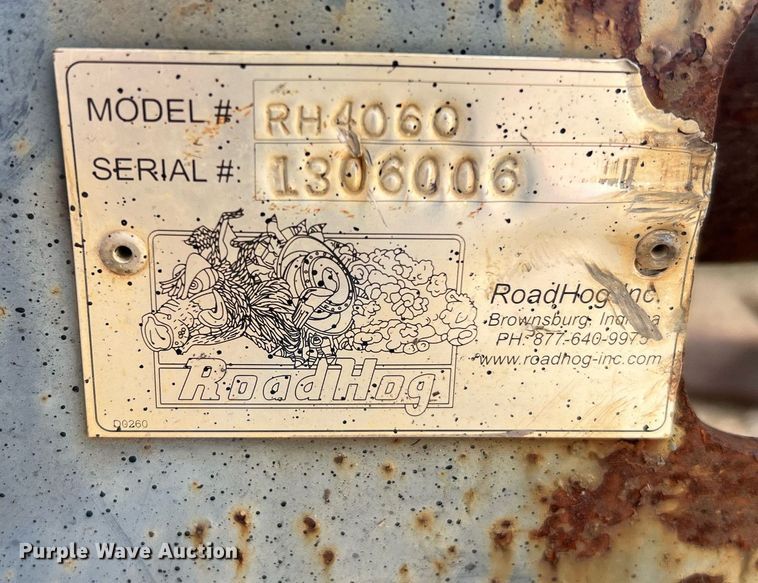 MODEL #: RH4060
SERIAL #: 1306006
RoadHog Inc.
Brownsburg, Indiana
PH: 877-640-9975
www.roadhog-inc.com
RoadHog
D0260
Purple Wave Auction